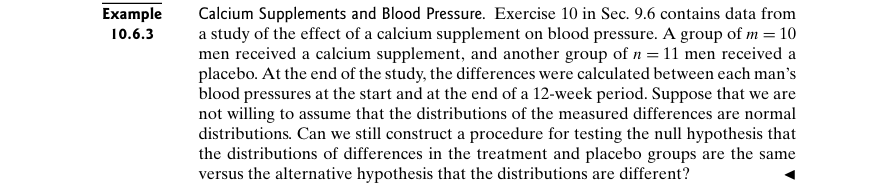 Example
10.6.3
Calcium Supplements and Blood Pressure. Exercise 10 in Sec. 9.6 contains data from
a study of the effect of a calcium supplement on blood pressure. A group of m = 10
men received a calcium supplement, and another group of n = 11 men received a
placebo. At the end of the study, the differences were calculated between each man's
blood pressures at the start and at the end of a 12-week period. Suppose that we are
not willing to assume that the distributions of the measured differences are normal
distributions. Can we still construct a procedure for testing the null hypothesis that
the distributions of differences in the treatment and placebo groups are the same
versus the alternative hypothesis that the distributions are different? ◄